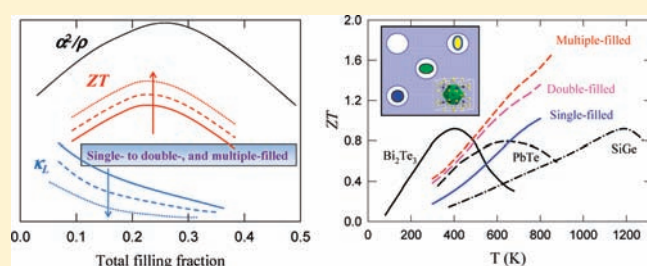 α²/ρ
ZT
Single- to double-, and multiple-filled
κL
0.0 0.1 0.2 0.3 0.4 0.5
Total filling fraction
2.0
1.6
1.2
0.8
0.4
0.0
ZT
Multiple-filled
Double-filled
Single-filled
Bi₂Te₃
PbTe
SiGe
200 400 600 800 1000 1200
T (K)